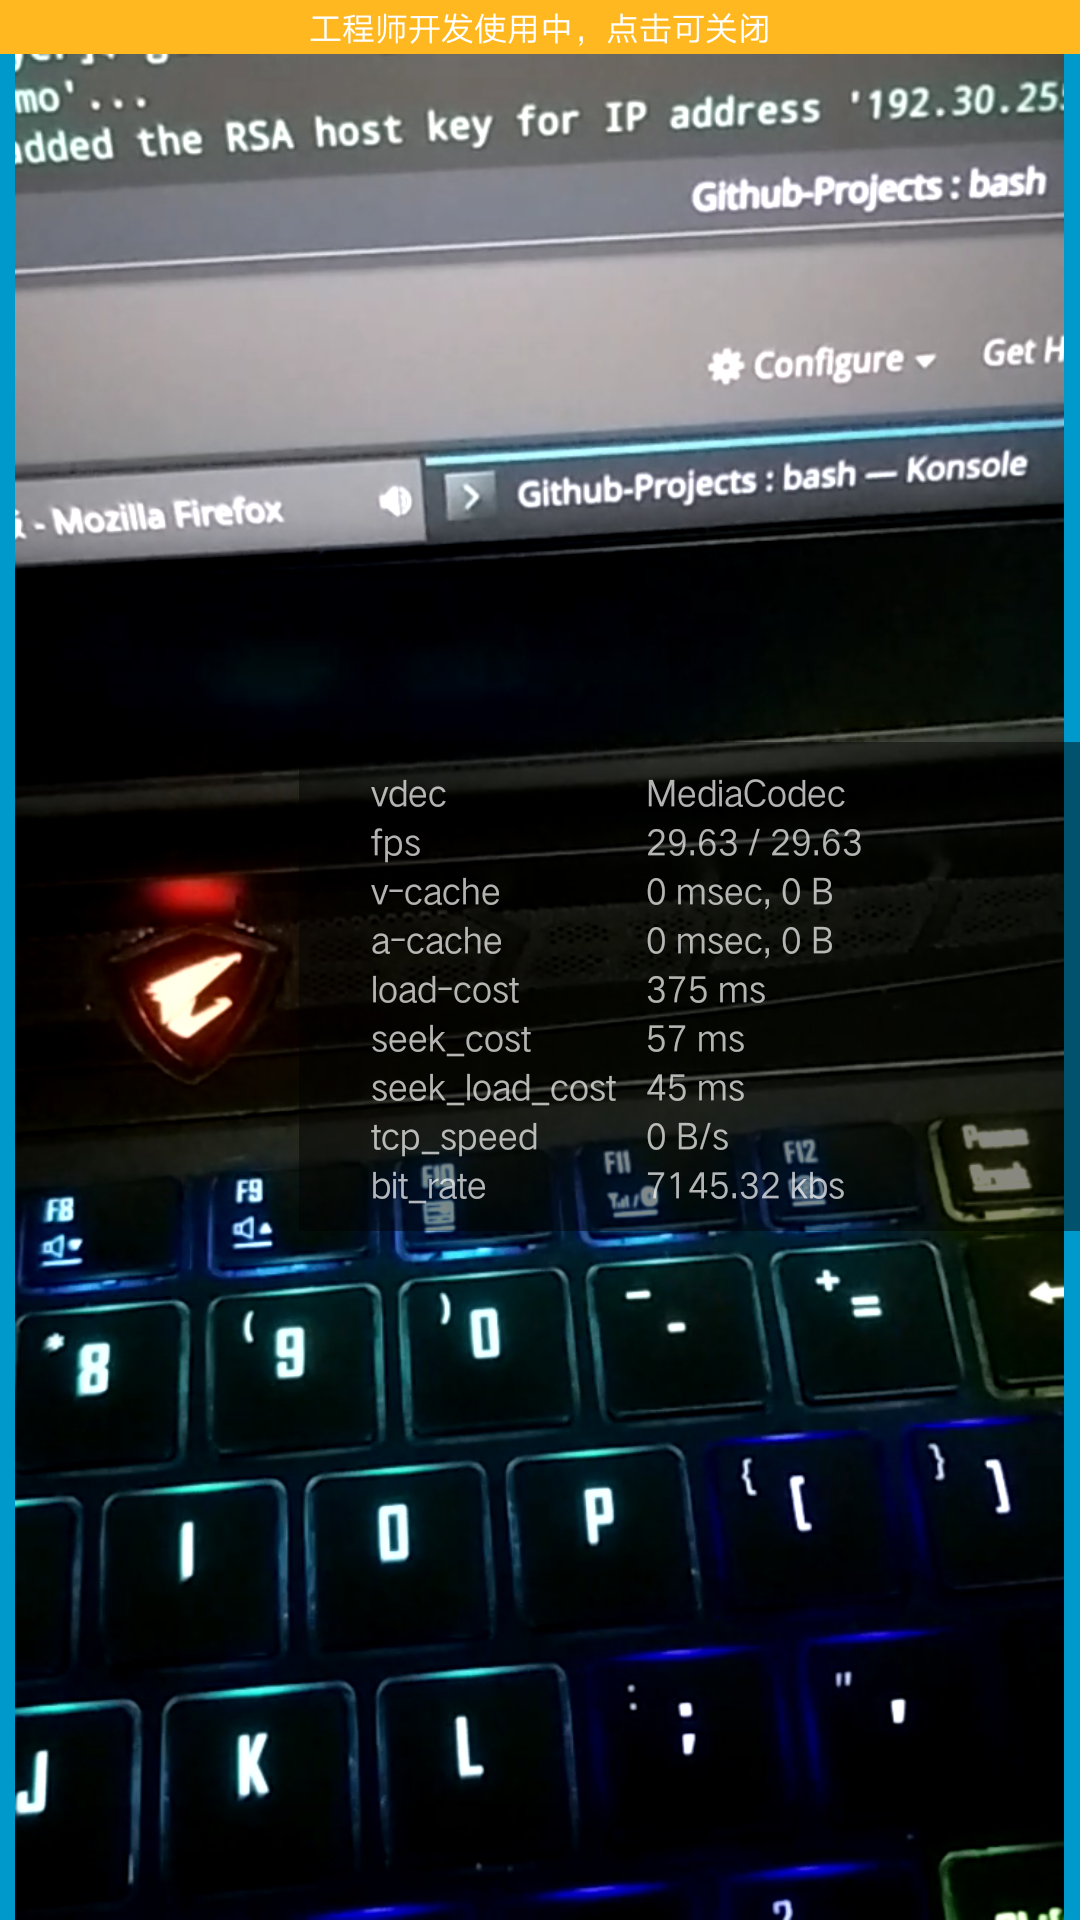 工程师开发使用中，点击可关闭
mo'...
added the RSA host key for IP address '192.30.255
Github-Projects : bash
Configure
Get H
- Mozilla Firefox
Github-Projects : bash — Konsole
vdec MediaCodec
fps 29.63 / 29.63
v-cache 0 msec, 0 B
a-cache 0 msec, 0 B
load-cost 375 ms
seek_cost 57 ms
seek_load_cost 45 ms
tcp_speed 0 B/s
bit_rate 7145.32 kbs
F8 F9 F10 F11 F12 Pause Break
* 8 ( 9 ) 0 - - + =
I O P { [ } ]
J K L : ; " '
?